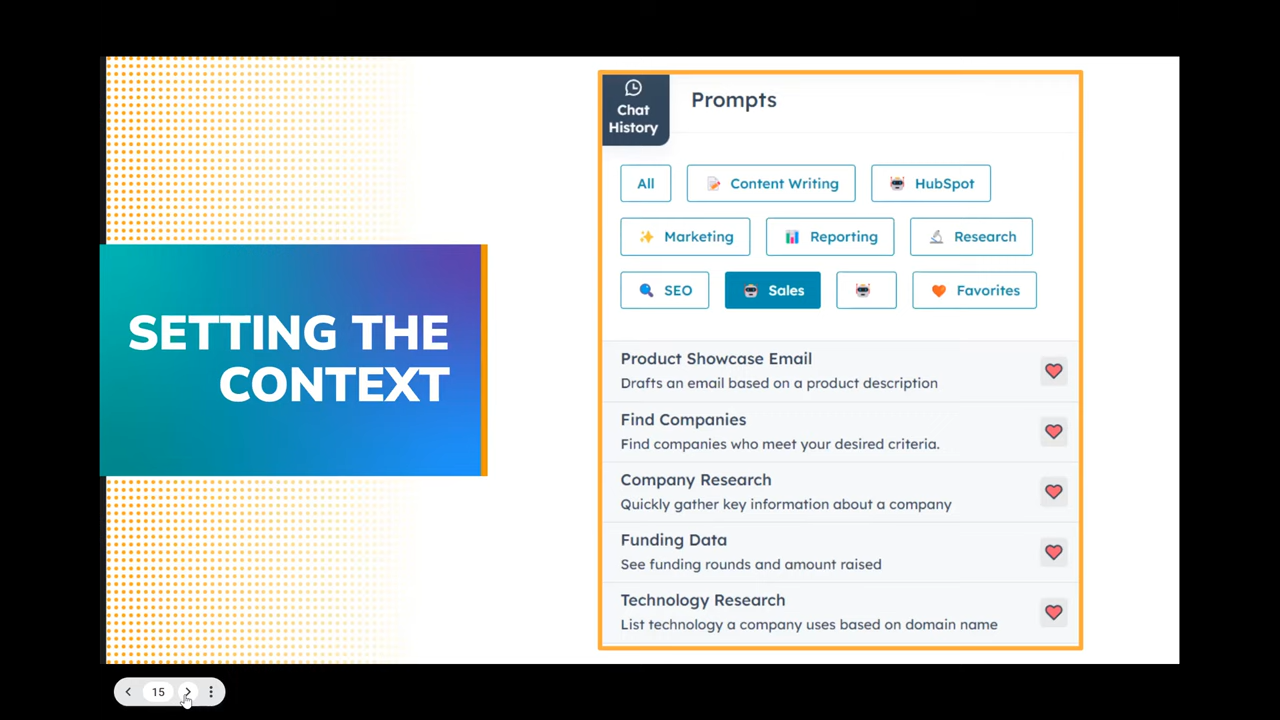 SETTING THE
CONTEXT
Chat
History
Prompts
All
Content Writing
HubSpot
Marketing
Reporting
Research
SEO
Sales
Favorites
Product Showcase Email
Drafts an email based on a product description
Find Companies
Find companies who meet your desired criteria.
Company Research
Quickly gather key information about a company
Funding Data
See funding rounds and amount raised
Technology Research
List technology a company uses based on domain name
15